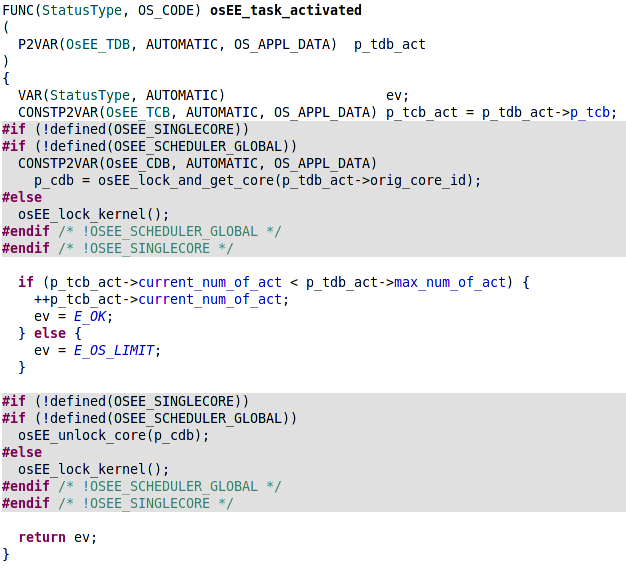 FUNC(StatusType, OS_CODE) osEE_task_activated
(
  P2VAR(OsEE_TDB, AUTOMATIC, OS_APPL_DATA)  p_tdb_act
)
{
  VAR(StatusType, AUTOMATIC)                    ev;
  CONSTP2VAR(OsEE_TCB, AUTOMATIC, OS_APPL_DATA) p_tcb_act = p_tdb_act->p_tcb;
#if (!defined(OSEE_SINGLECORE))
#if (!defined(OSEE_SCHEDULER_GLOBAL))
  CONSTP2VAR(OsEE_CDB, AUTOMATIC, OS_APPL_DATA)
    p_cdb = osEE_lock_and_get_core(p_tdb_act->orig_core_id);
#else
  osEE_lock_kernel();
#endif /* !OSEE_SCHEDULER_GLOBAL */
#endif /* !OSEE_SINGLECORE */

  if (p_tcb_act->current_num_of_act < p_tdb_act->max_num_of_act) {
    ++p_tcb_act->current_num_of_act;
    ev = E_OK;
  } else {
    ev = E_OS_LIMIT;
  }

#if (!defined(OSEE_SINGLECORE))
#if (!defined(OSEE_SCHEDULER_GLOBAL))
  osEE_unlock_core(p_cdb);
#else
  osEE_lock_kernel();
#endif /* !OSEE_SCHEDULER_GLOBAL */
#endif /* !OSEE_SINGLECORE */

  return ev;
}